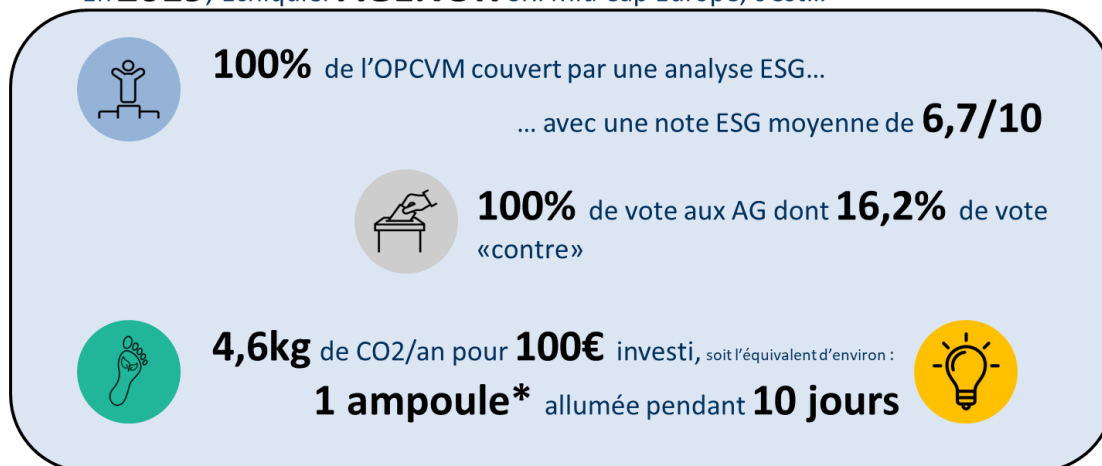 100% de l’OPCVM couvert par une analyse ESG...
... avec une note ESG moyenne de 6,7/10
100% de vote aux AG dont 16,2% de vote
«contre»
4,6kg de CO2/an pour 100€ investi, soit l’équivalent d’environ :
1 ampoule* allumée pendant 10 jours